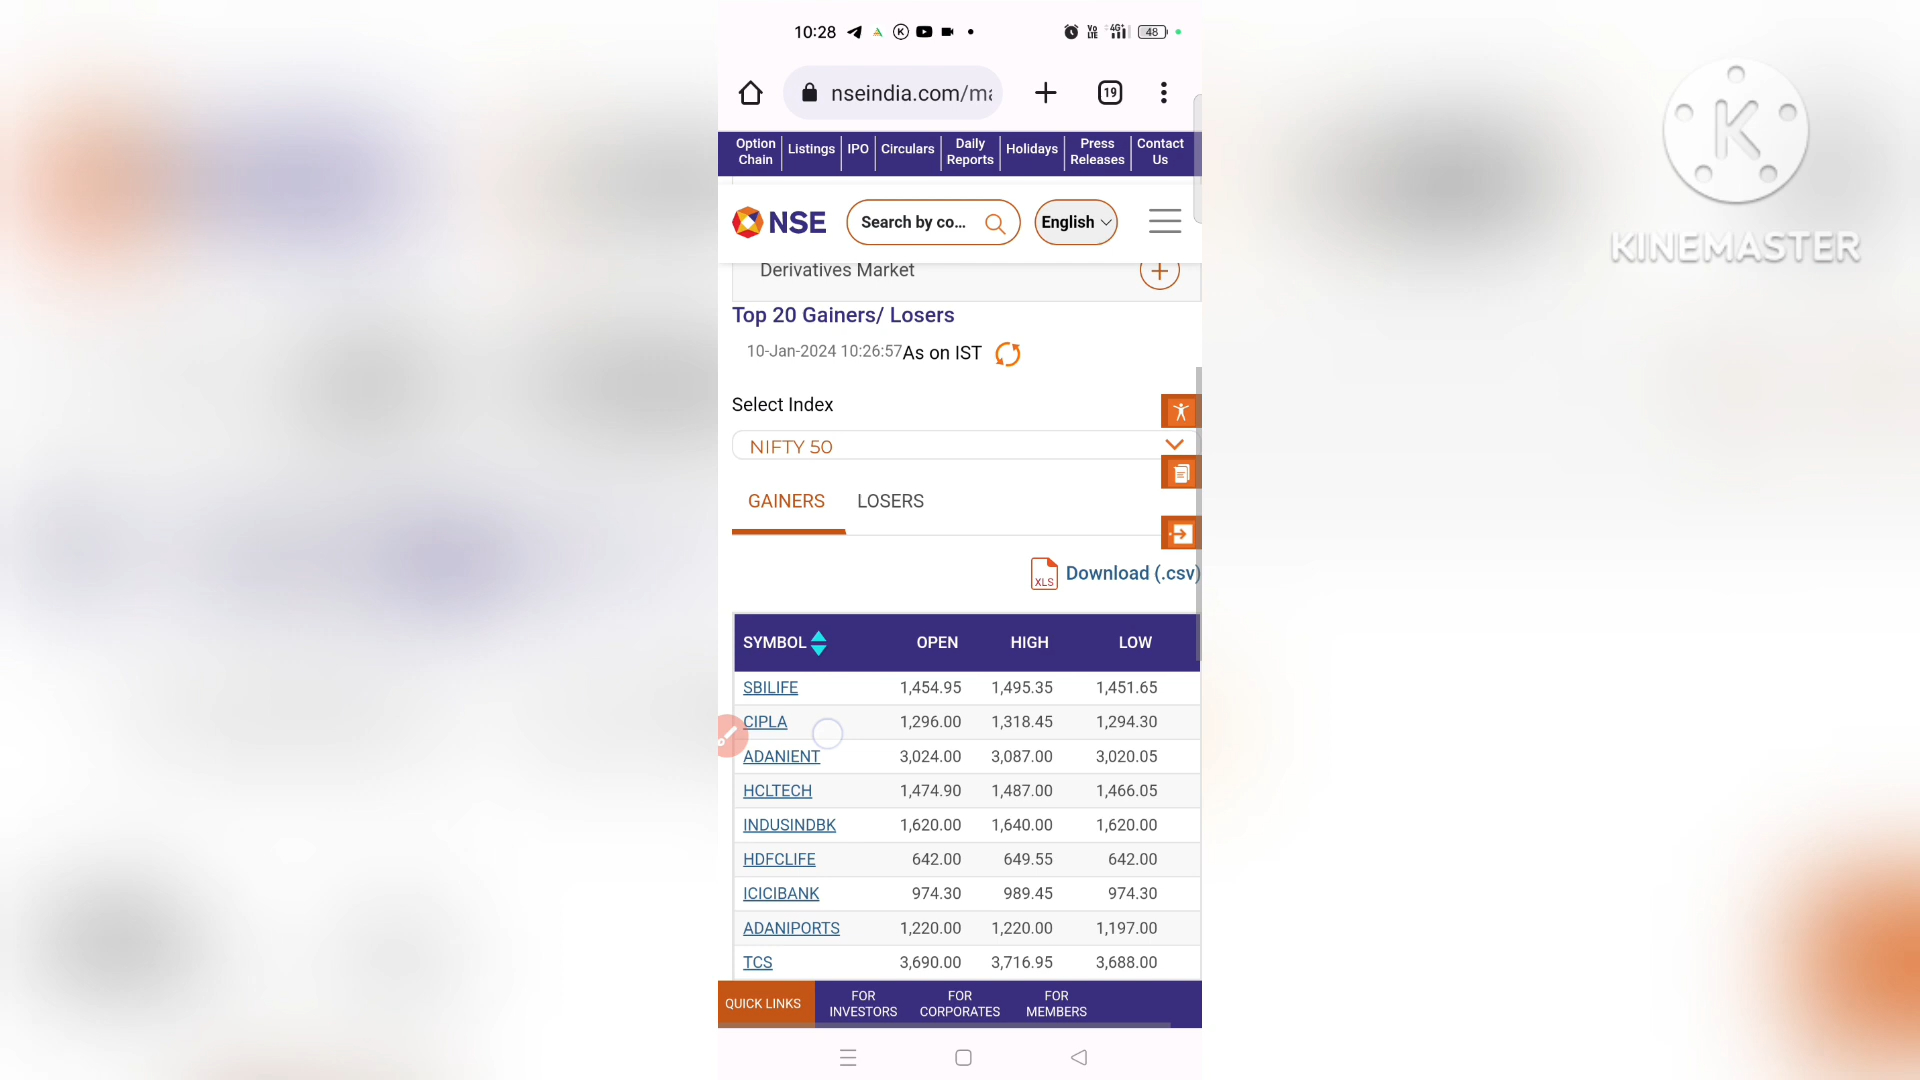 10:28
VO LTE 4G+ 48
nseindia.com/ma
19
Option Chain Listings IPO Circulars Daily Reports Holidays Press Releases Contact Us
NSE Search by co... English
Derivatives Market
Top 20 Gainers/ Losers
10-Jan-2024 10:26:57 As on IST
Select Index
NIFTY 50
GAINERS LOSERS
XLS Download (.csv)
SYMBOL OPEN HIGH LOW
SBILIFE 1,454.95 1,495.35 1,451.65
CIPLA 1,296.00 1,318.45 1,294.30
ADANIENT 3,024.00 3,087.00 3,020.05
HCLTECH 1,474.90 1,487.00 1,466.05
INDUSINDBK 1,620.00 1,640.00 1,620.00
HDFCLIFE 642.00 649.55 642.00
ICICIBANK 974.30 989.45 974.30
ADANIPORTS 1,220.00 1,220.00 1,197.00
TCS 3,690.00 3,716.95 3,688.00
QUICK LINKS FOR INVESTORS FOR CORPORATES FOR MEMBERS
K
KINEMASTER